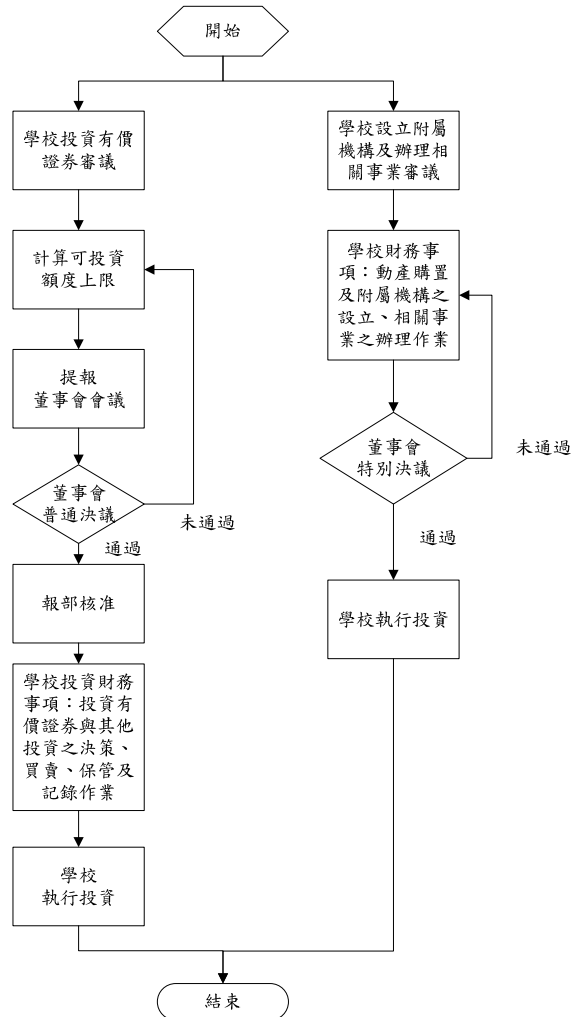 開始
學校投資有價
證券審議
計算可投資
額度上限
提報
董事會會議
董事會
普通決議
未通過
通過
報部核准
學校投資財務
事項：投資有
價證券與其他
投資之決策、
買賣、保管及
記錄作業
學校
執行投資
學校設立附屬
機構及辦理相
關事業審議
學校財務事
項：動產購置
及附屬機構之
設立、相關事
業之辦理作業
董事會
特別決議
未通過
通過
學校執行投資
結束